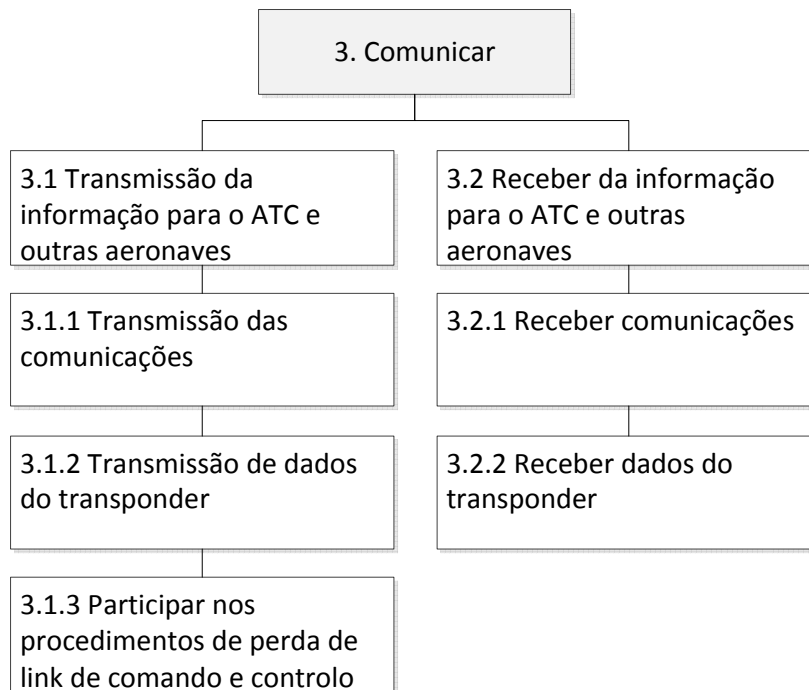 3. Comunicar
3.1 Transmissão da
informação para o ATC e
outras aeronaves
3.1.1 Transmissão das
comunicações
3.1.2 Transmissão de dados
do transponder
3.1.3 Participar nos
procedimentos de perda de
link de comando e controlo
3.2 Receber da informação
para o ATC e outras
aeronaves
3.2.1 Receber comunicações
3.2.2 Receber dados do
transponder